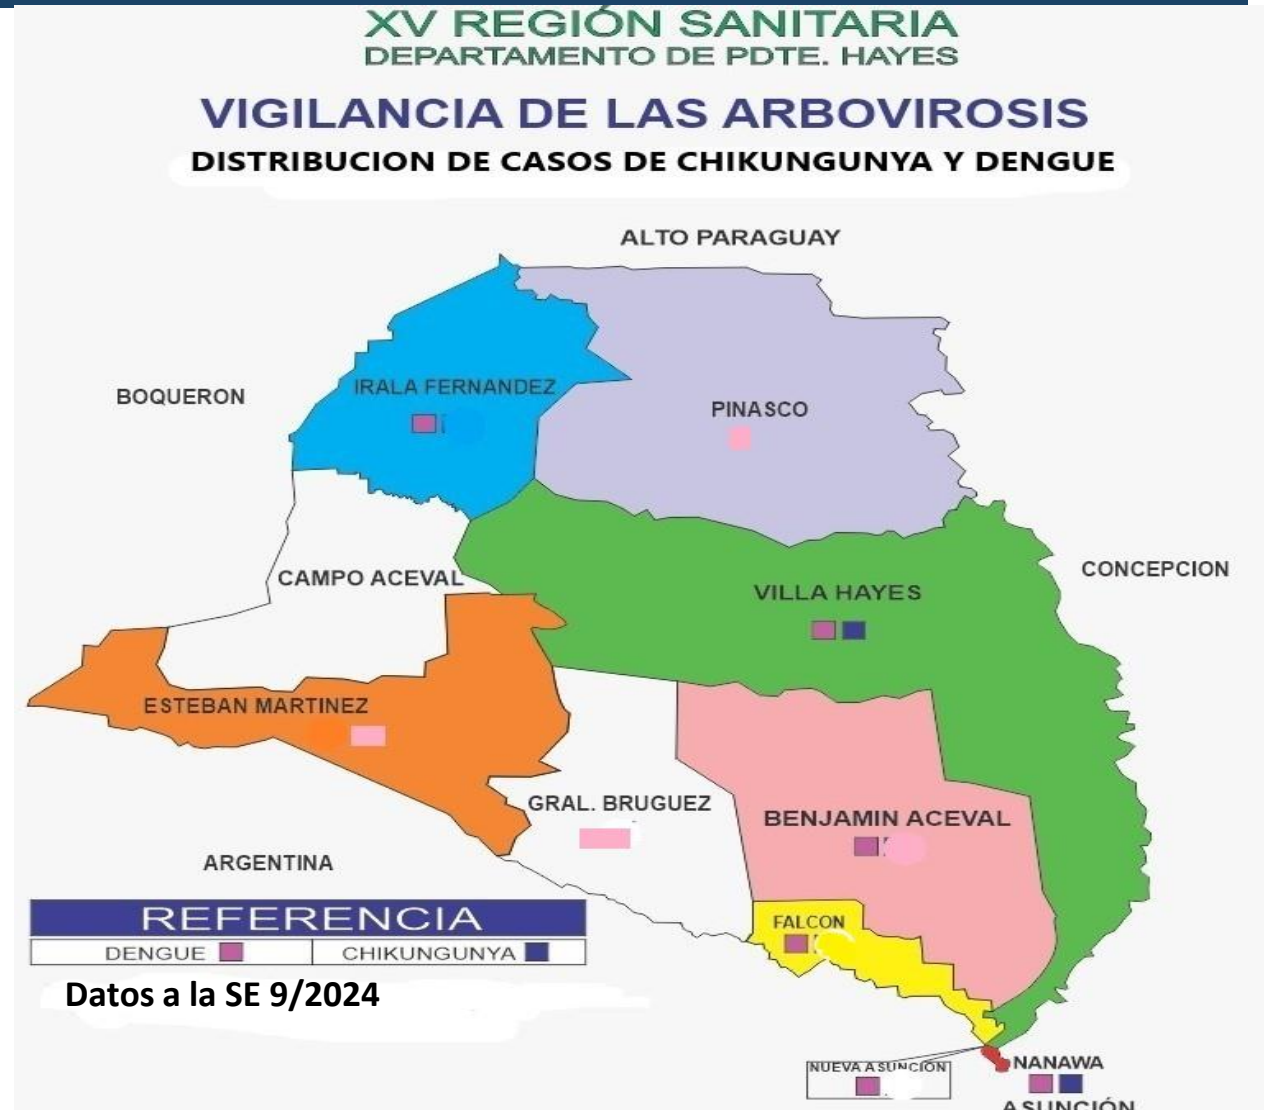 XV REGIÓN SANITARIA
DEPARTAMENTO DE PDTE. HAYES
VIGILANCIA DE LAS ARBOVIROSIS
DISTRIBUCION DE CASOS DE CHIKUNGUNYA Y DENGUE
ALTO PARAGUAY
BOQUERON
IRALA FERNANDEZ
PINASCO
CAMPO ACEVAL
VILLA HAYES
CONCEPCION
ESTEBAN MARTINEZ
GRAL. BRUGUEZ
BENJAMIN ACEVAL
ARGENTINA
REFERENCIA
DENGUE
CHIKUNGUNYA
FALCON
Datos a la SE 9/2024
NUEVA ASUNCIÓN
NANAWA
ASUNCIÓN